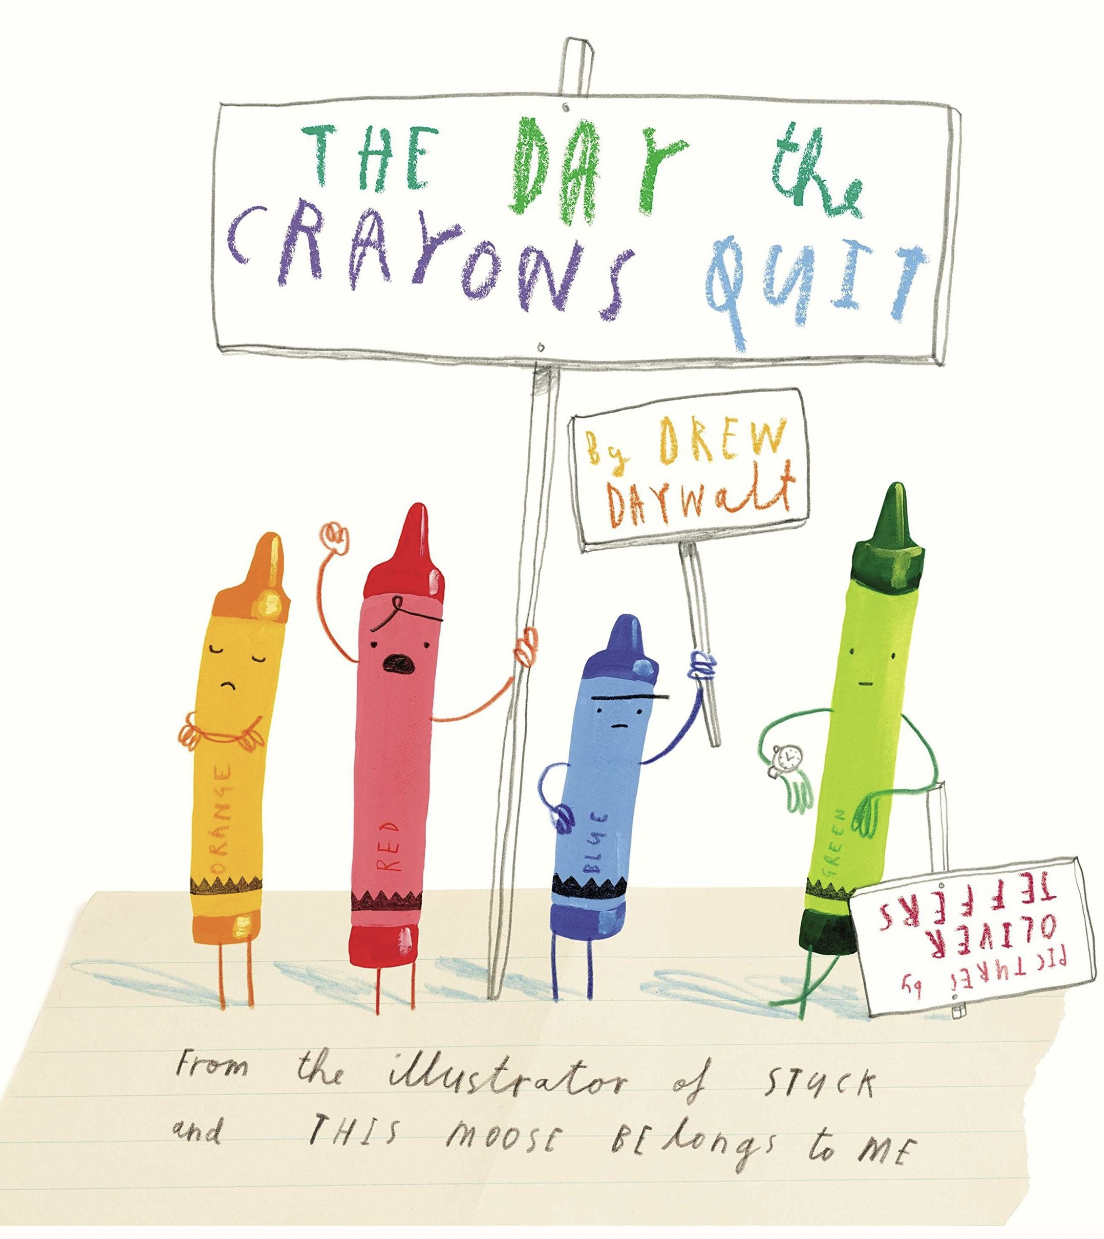 THE DAY the
CRAYONS QUIT
By DREW
DAYWalt
ORANGE
RED
BLUE
GREEN
PICTURES by
OLIVER
JEFFERS
From the illustrator of STUCK
and THIS MOOSE BElongs to ME